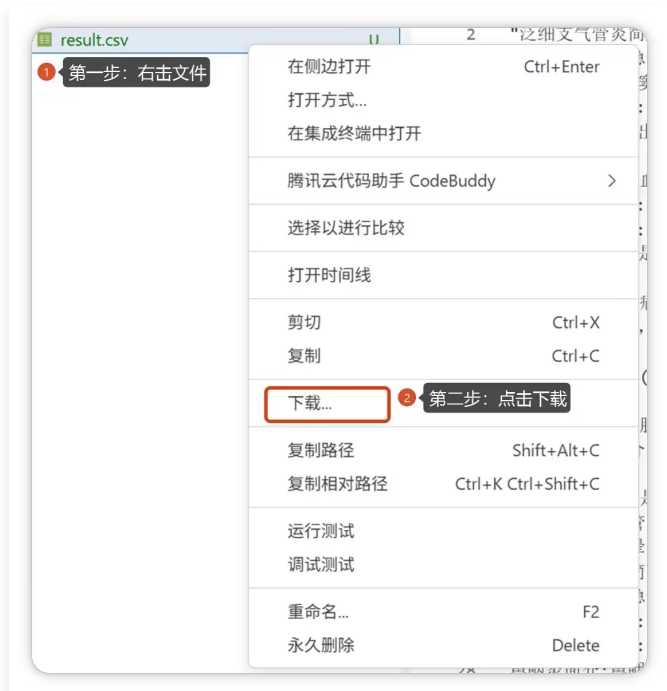 result.csv U
2 "泛细支气管炎
1 第一步：右击文件
在侧边打开 Ctrl+Enter
打开方式...
在集成终端中打开
腾讯云代码助手 CodeBuddy
选择以进行比较
打开时间线
剪切 Ctrl+X
复制 Ctrl+C
下载...
2 第二步：点击下载
复制路径 Shift+Alt+C
复制相对路径 Ctrl+K Ctrl+Shift+C
运行测试
调试测试
重命名... F2
永久删除 Delete